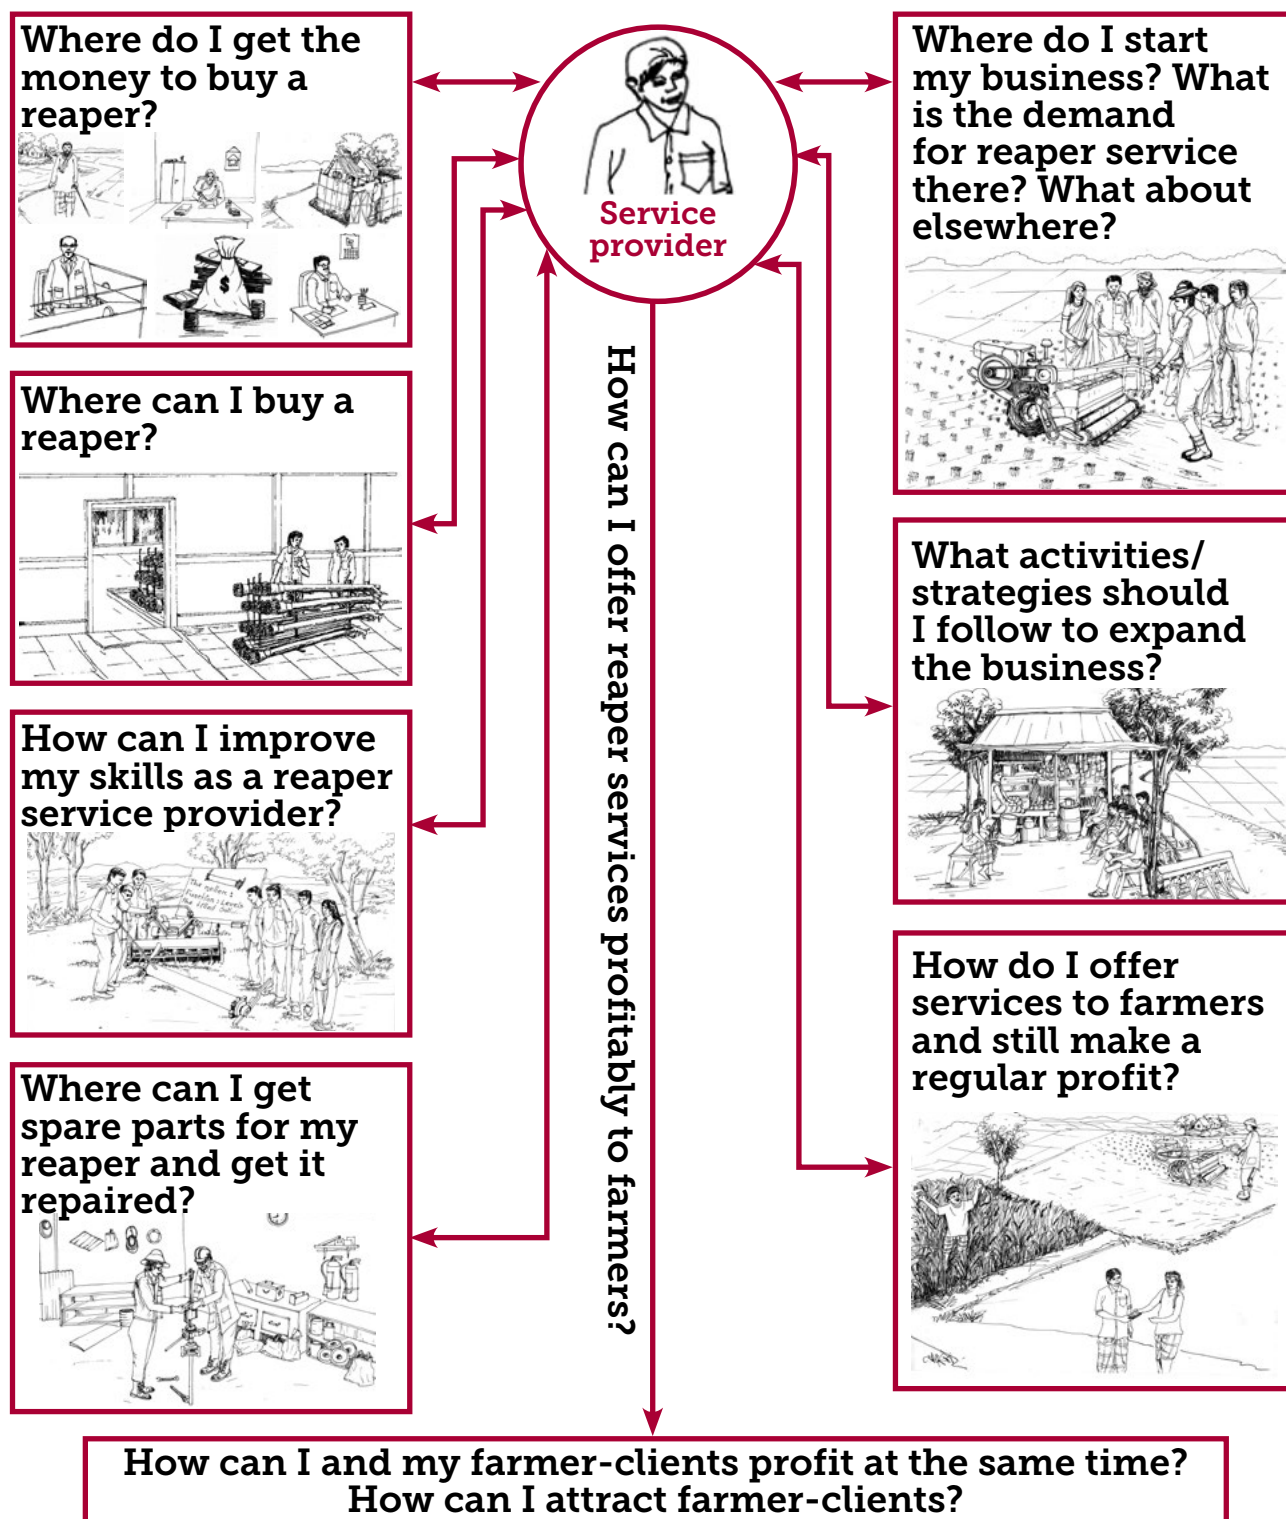 Where do I get the
money to buy a
reaper?
$
Service
provider
Where do I start
my business? What
is the demand
for reaper service
there? What about
elsewhere?
Where can I buy a
reaper?
How can I offer reaper services profitably to farmers?
What activities/
strategies should
I follow to expand
the business?
How can I improve
my skills as a reaper
service provider?
How do I offer
services to farmers
and still make a
regular profit?
Where can I get
spare parts for my
reaper and get it
repaired?
How can I and my farmer-clients profit at the same time?
How can I attract farmer-clients?